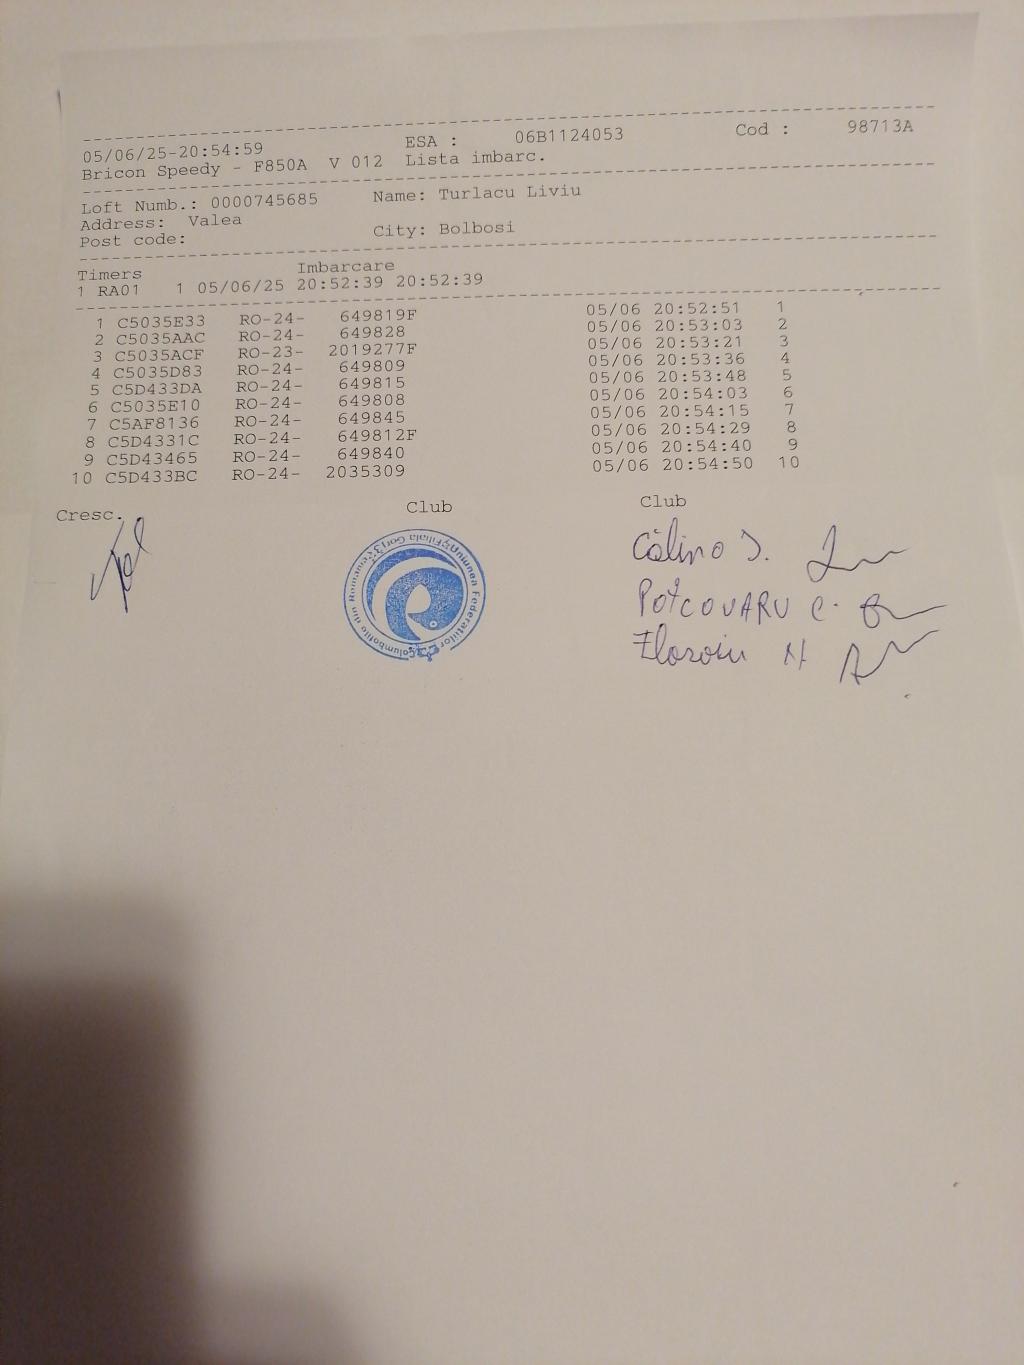 05/06/25-20:54:59 ESA : 06B1124053 Cod : 98713A
Bricon Speedy - F850A V 012 Lista imbarc.
Loft Numb.: 0000745685 Name: Turlacu Liviu
Address: Valea
Post code: City: Bolbosi
Timers Imbarcare
1 RA01 1 05/06/25 20:52:39 20:52:39
1 C5035E33 RO-24- 649819F 05/06 20:52:51 1
2 C5035AAC RO-24- 649828 05/06 20:53:03 2
3 C5035ACF RO-23- 2019277F 05/06 20:53:21 3
4 C5035D83 RO-24- 649809 05/06 20:53:36 4
5 C5D433DA RO-24- 649815 05/06 20:53:48 5
6 C5035E10 RO-24- 649808 05/06 20:54:03 6
7 C5AF8136 RO-24- 649845 05/06 20:54:15 7
8 C5D4331C RO-24- 649812F 05/06 20:54:29 8
9 C5D43465 RO-24- 649840 05/06 20:54:40 9
10 C5D433BC RO-24- 2035309 05/06 20:54:50 10
Cresc. Club Club
Uniunea Federatiilor Columbofile din Romania Filiala Gorj
POTCOVARU C.